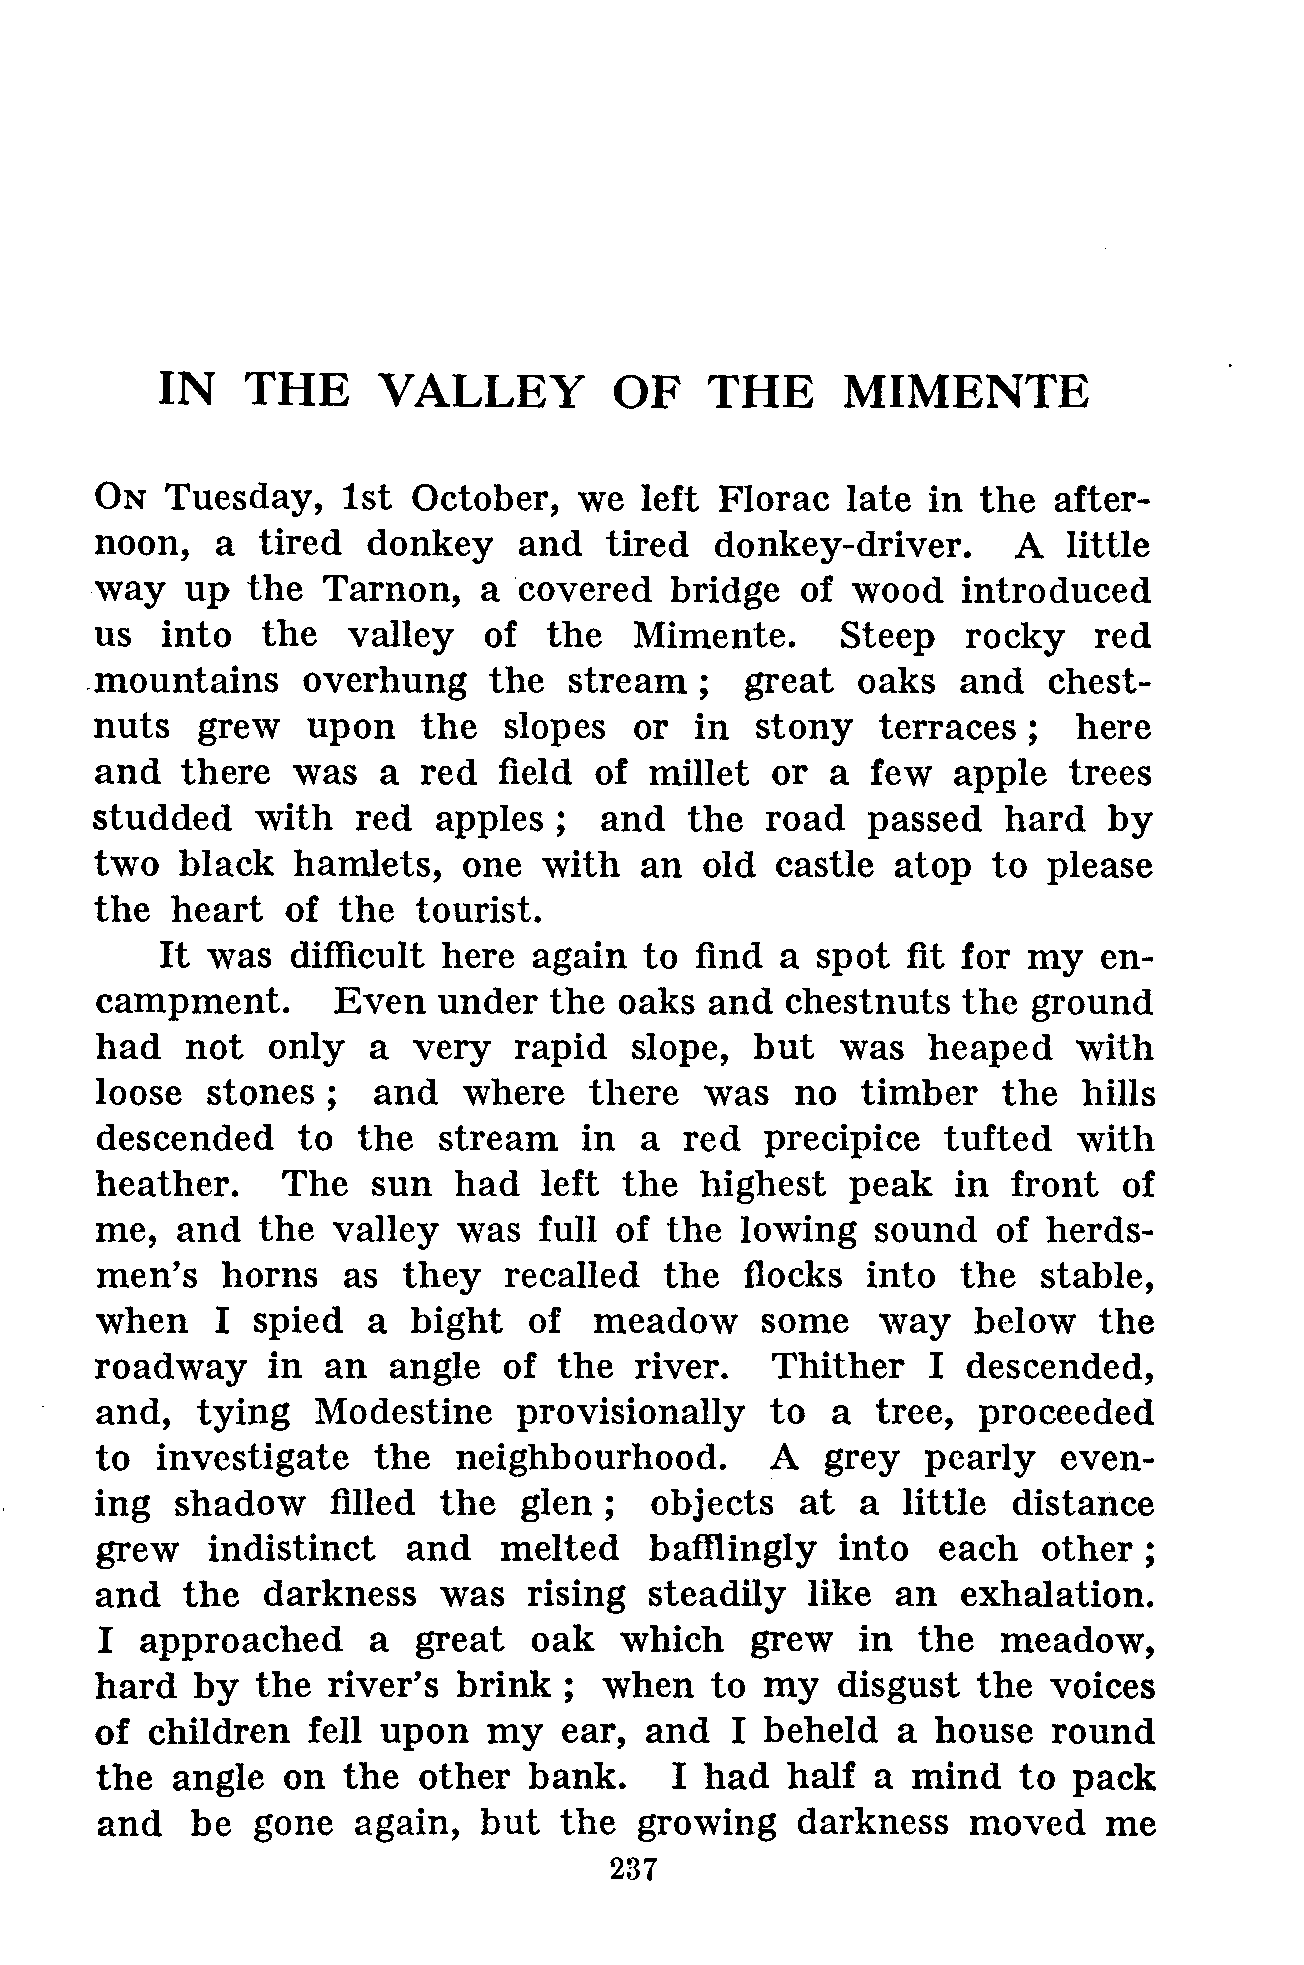 IN THE VALLEY OF THE MIMENTE
ON Tuesday, 1st October, we left Florac late in the after-
noon, a tired donkey and tired donkey-driver. A little
way up the Tarnon, a covered bridge of wood introduced
us into the valley of the Mimente. Steep rocky red
mountains overhung the stream ; great oaks and chest-
nuts grew upon the slopes or in stony terraces ; here
and there was a red field of millet or a few apple trees
studded with red apples ; and the road passed hard by
two black hamlets, one with an old castle atop to please
the heart of the tourist.
It was difficult here again to find a spot fit for my en-
campment. Even under the oaks and chestnuts the ground
had not only a very rapid slope, but was heaped with
loose stones ; and where there was no timber the hills
descended to the stream in a red precipice tufted with
heather. The sun had left the highest peak in front of
me, and the valley was full of the lowing sound of herds-
men's horns as they recalled the flocks into the stable,
when I spied a bight of meadow some way below the
roadway in an angle of the river. Thither I descended,
and, tying Modestine provisionally to a tree, proceeded
to investigate the neighbourhood. A grey pearly even-
ing shadow filled the glen ; objects at a little distance
grew indistinct and melted bafflingly into each other ;
and the darkness was rising steadily like an exhalation.
I approached a great oak which grew in the meadow,
hard by the river's brink ; when to my disgust the voices
of children fell upon my ear, and I beheld a house round
the angle on the other bank. I had half a mind to pack
and be gone again, but the growing darkness moved me
237